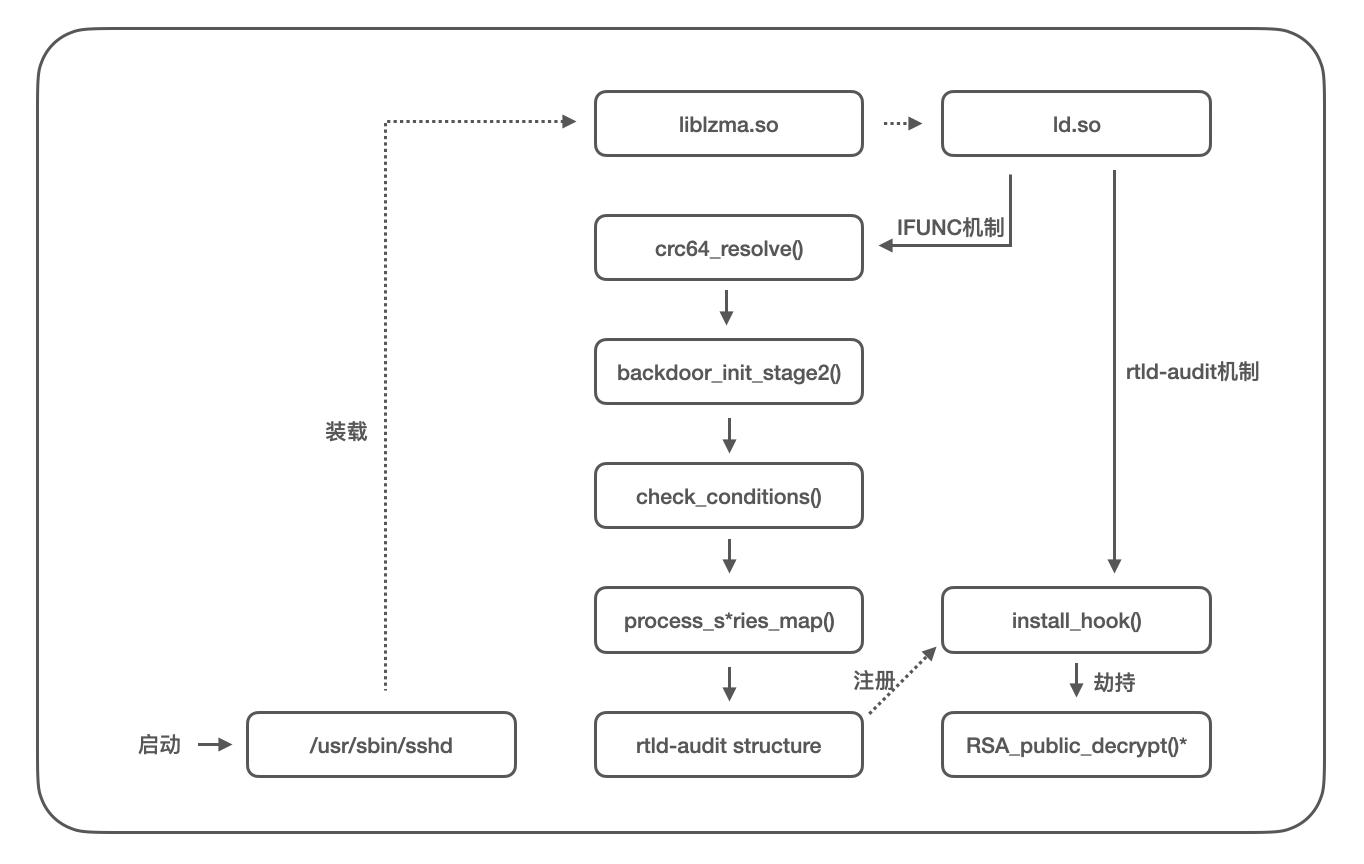 liblzma.so
ld.so
IFUNC机制
crc64_resolve()
backdoor_init_stage2()
rtld-audit机制
装载
check_conditions()
process_s*ries_map()
install_hook()
注册
劫持
启动
/usr/sbin/sshd
rtld-audit structure
RSA_public_decrypt()*